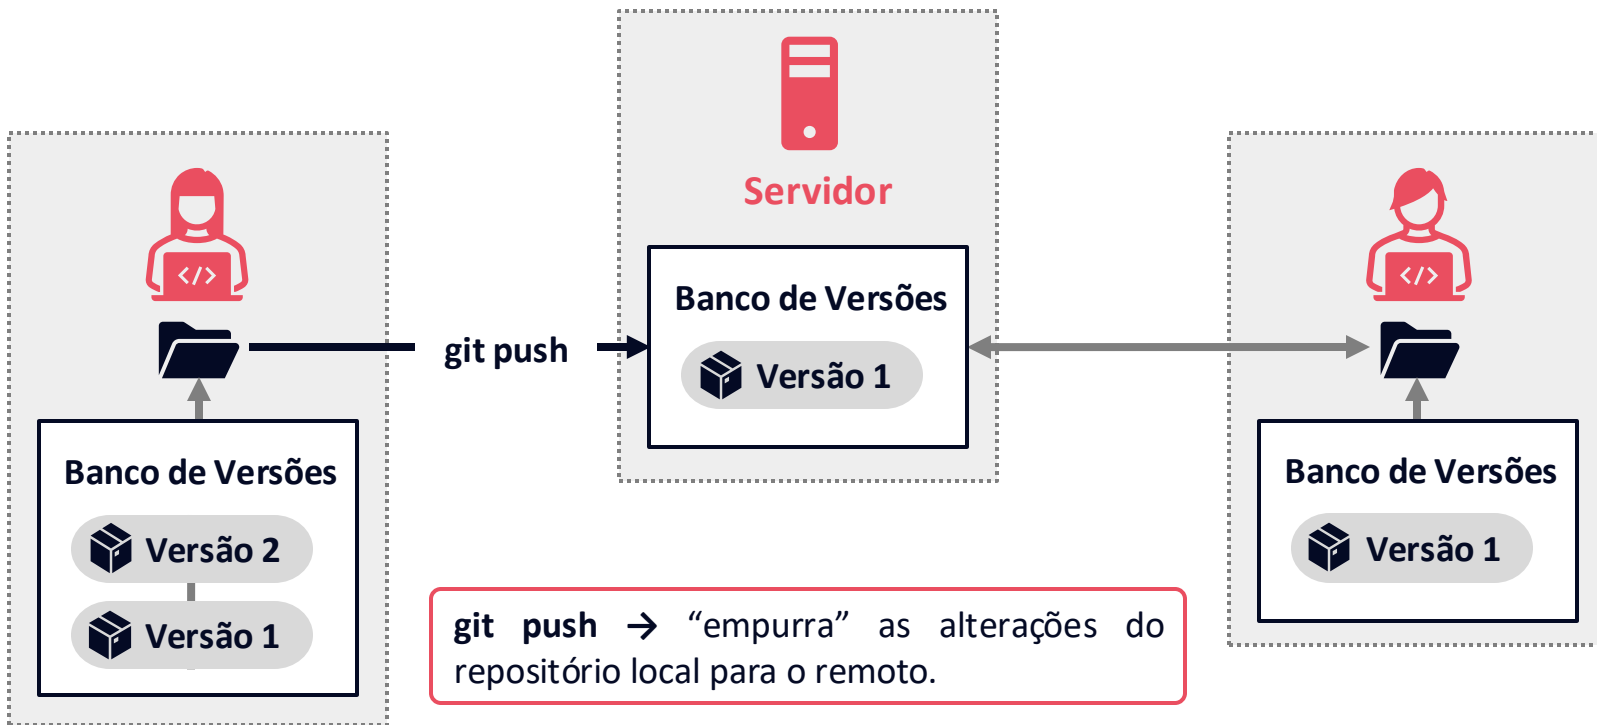 Servidor
Banco de Versões
Versão 1
git push
Banco de Versões
Versão 2
Versão 1
Banco de Versões
Versão 1
git push → “empurra” as alterações do
repositório local para o remoto.